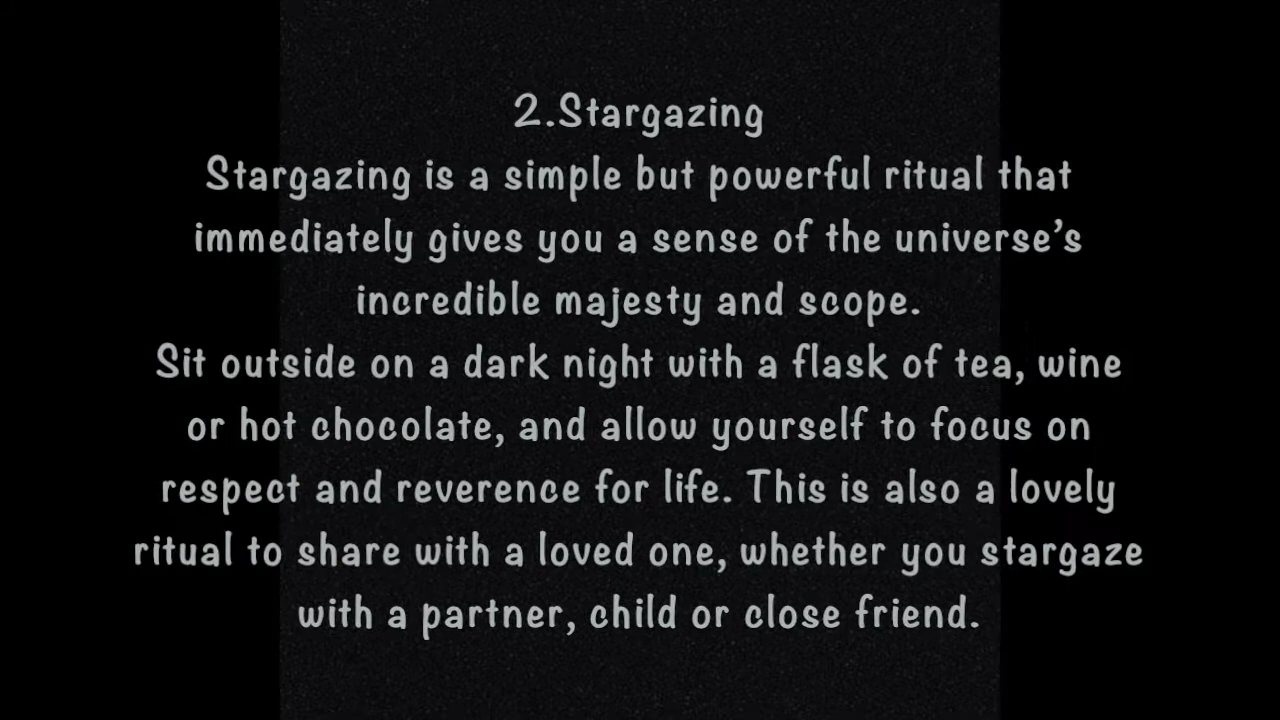 2.Stargazing
Stargazing is a simple but powerful ritual that
immediately gives you a sense of the universe’s
incredible majesty and scope.
Sit outside on a dark night with a flask of tea, wine
or hot chocolate, and allow yourself to focus on
respect and reverence for life. This is also a lovely
ritual to share with a loved one, whether you stargaze
with a partner, child or close friend.